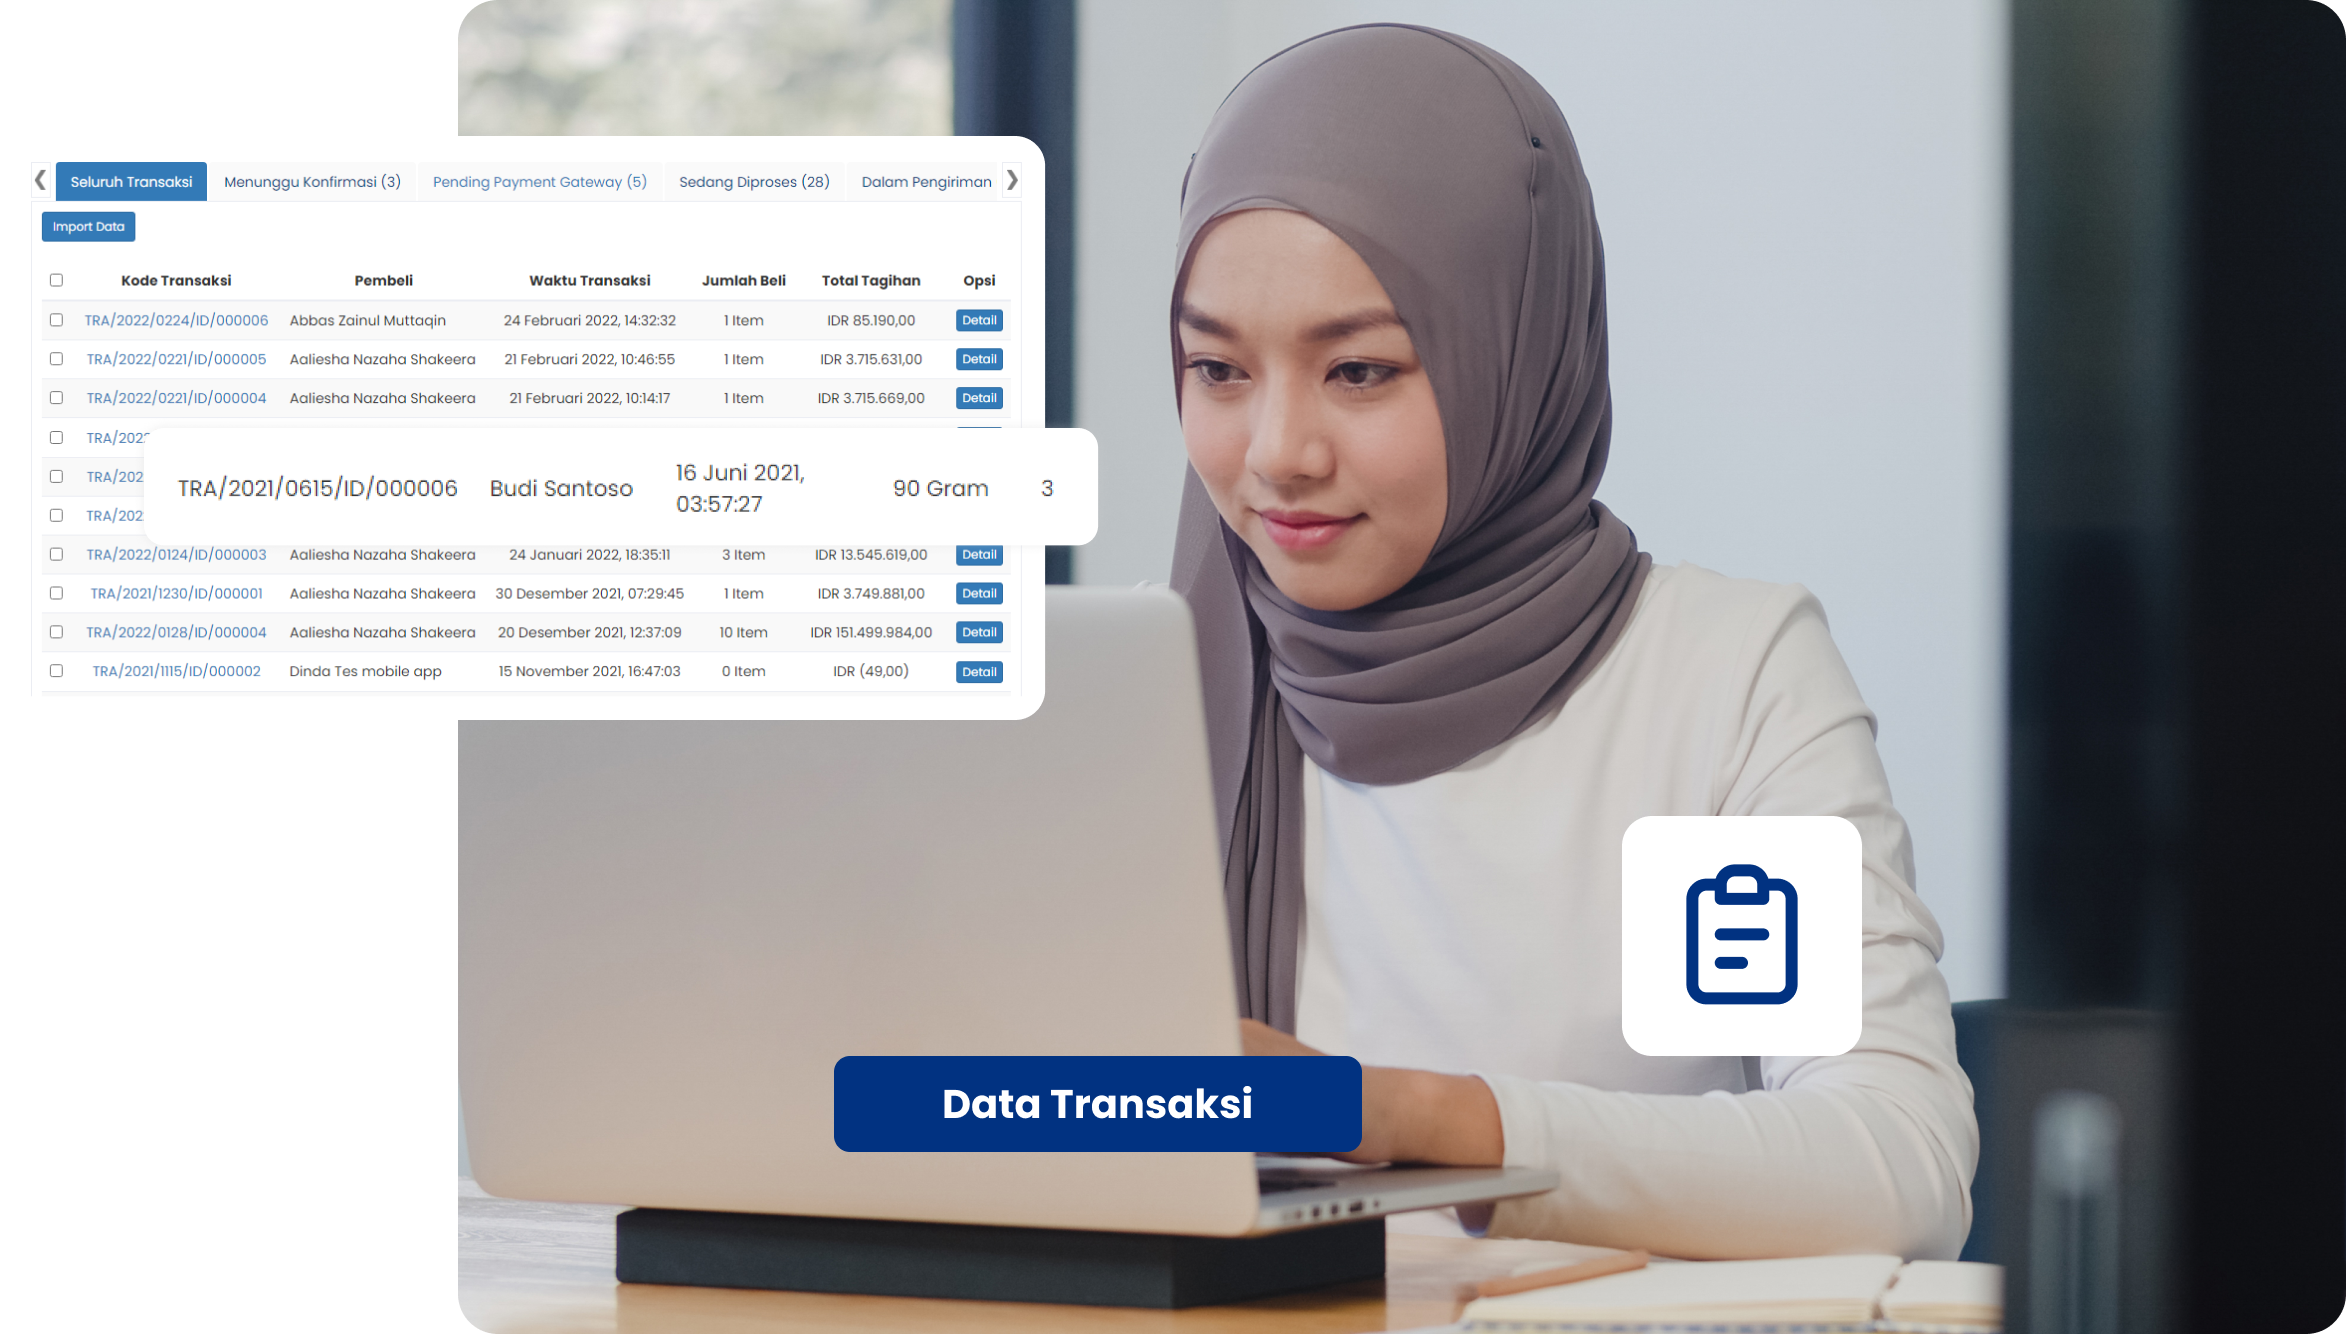 Seluruh Transaksi Menunggu Konfirmasi (3) Pending Payment Gateway (5) Sedang Diproses (28) Dalam Pengiriman
Import Data
Kode Transaksi Pembeli Waktu Transaksi Jumlah Beli Total Tagihan Opsi
TRA/2022/0224/ID/000006 Abbas Zainul Muttaqin 24 Februari 2022, 14:32:32 1 Item IDR 85.190,00 Detail
TRA/2022/0221/ID/000005 Aaliesha Nazaha Shakeera 21 Februari 2022, 10:46:55 1 Item IDR 3.715.631,00 Detail
TRA/2022/0221/ID/000004 Aaliesha Nazaha Shakeera 21 Februari 2022, 10:14:17 1 Item IDR 3.715.669,00 Detail
TRA/202
TRA/202
TRA/202
TRA/2021/0615/ID/000006 Budi Santoso 16 Juni 2021, 90 Gram 3
03:57:27
TRA/2022/0124/ID/000003 Aaliesha Nazaha Shakeera 24 Januari 2022, 18:35:11 3 Item IDR 13.545.619,00 Detail
TRA/2021/1230/ID/000001 Aaliesha Nazaha Shakeera 30 Desember 2021, 07:29:45 1 Item IDR 3.749.881,00 Detail
TRA/2022/0128/ID/000004 Aaliesha Nazaha Shakeera 20 Desember 2021, 12:37:09 10 Item IDR 151.499.984,00 Detail
TRA/2021/1115/ID/000002 Dinda Tes mobile app 15 November 2021, 16:47:03 0 Item IDR (49,00) Detail
Data Transaksi